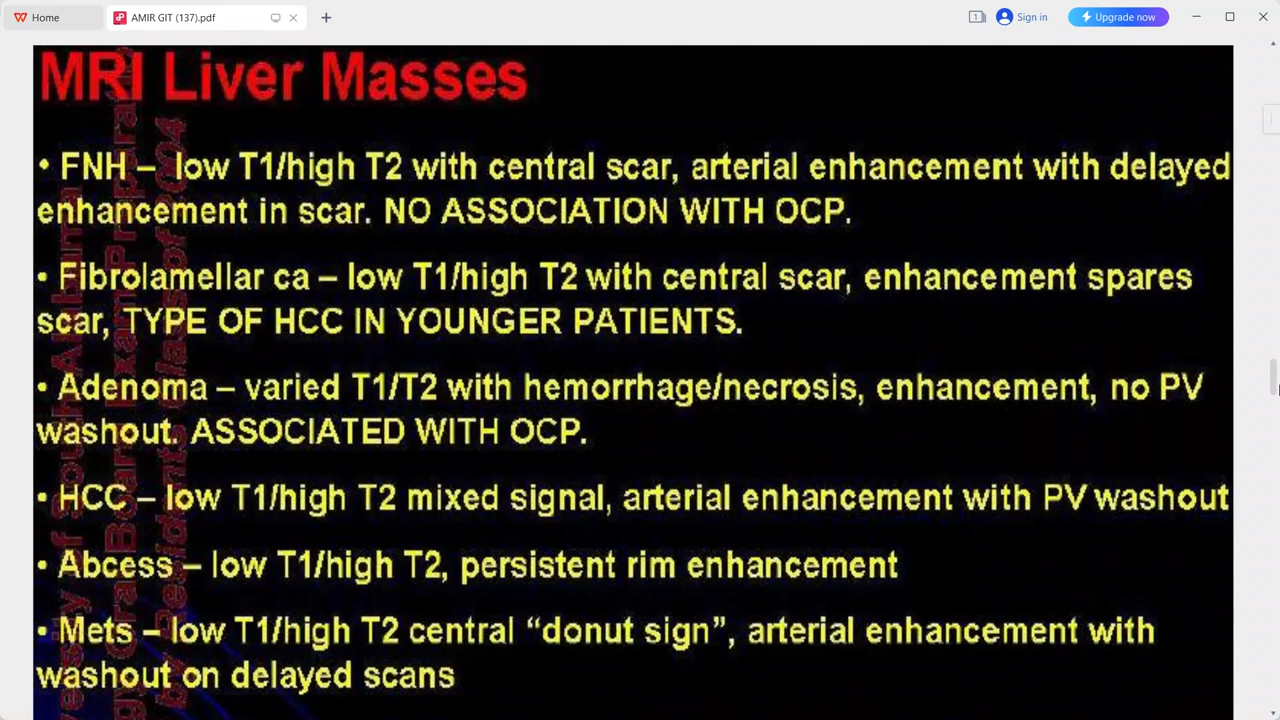 Home
AMIR GIT (137).pdf
Sign in
Upgrade now
MRI Liver Masses
• FNH – low T1/high T2 with central scar, arterial enhancement with delayed
enhancement in scar. NO ASSOCIATION WITH OCP.
• Fibrolamellar ca – low T1/high T2 with central scar, enhancement spares
scar, TYPE OF HCC IN YOUNGER PATIENTS.
• Adenoma – varied T1/T2 with hemorrhage/necrosis, enhancement, no PV
washout. ASSOCIATED WITH OCP.
• HCC – low T1/high T2 mixed signal, arterial enhancement with PV washout
• Abcess – low T1/high T2, persistent rim enhancement
• Mets – low T1/high T2 central “donut sign”, arterial enhancement with
washout on delayed scans